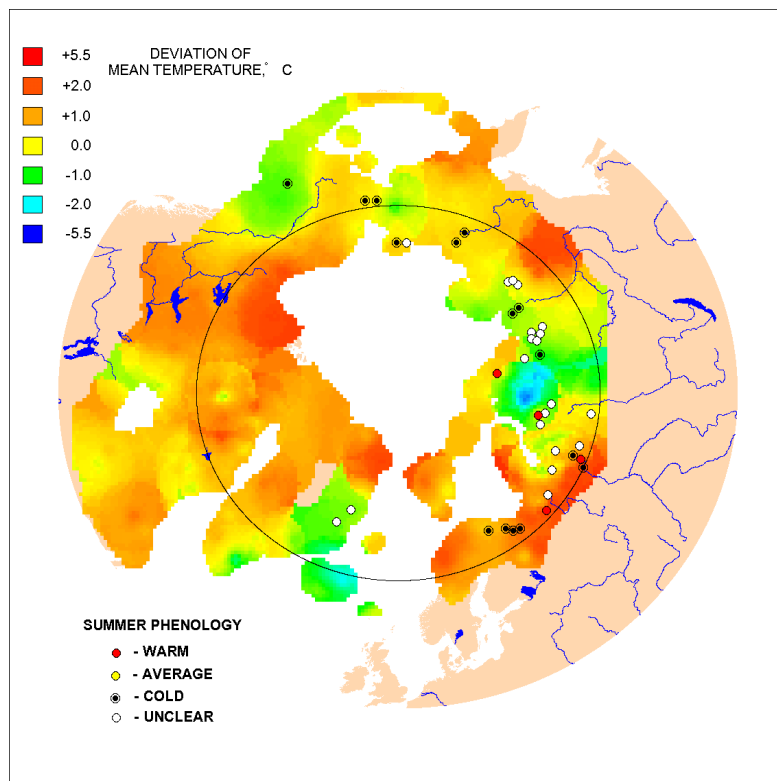 DEVIATION OF
MEAN TEMPERATURE,° C
+5.5
+2.0
+1.0
0.0
-1.0
-2.0
-5.5
SUMMER PHENOLOGY
- WARM
- AVERAGE
- COLD
- UNCLEAR